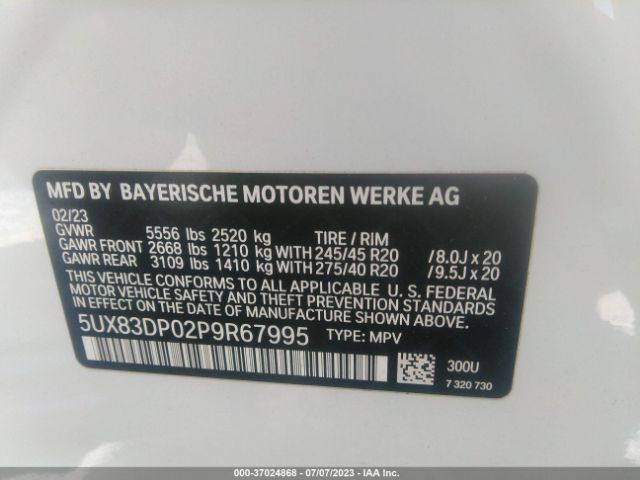 MFD BY BAYERISCHE MOTOREN WERKE AG
02/23
GVWR 5556 lbs 2520 kg TIRE / RIM
GAWR FRONT 2668 lbs 1210 kg WITH 245/45 R20 /8.0J x 20
GAWR REAR 3109 lbs 1410 kg WITH 275/40 R20 /9.5J x 20
THIS VEHICLE CONFORMS TO ALL APPLICABLE U. S. FEDERAL
MOTOR VEHICLE SAFETY AND THEFT PREVENTION STANDARDS
IN EFFECT ON THE DATE OF MANUFACTURE SHOWN ABOVE.
5UX83DP02P9R67995 TYPE: MPV
300U
7 320 730
000-37024868 - 07/07/2023 - IAA Inc.